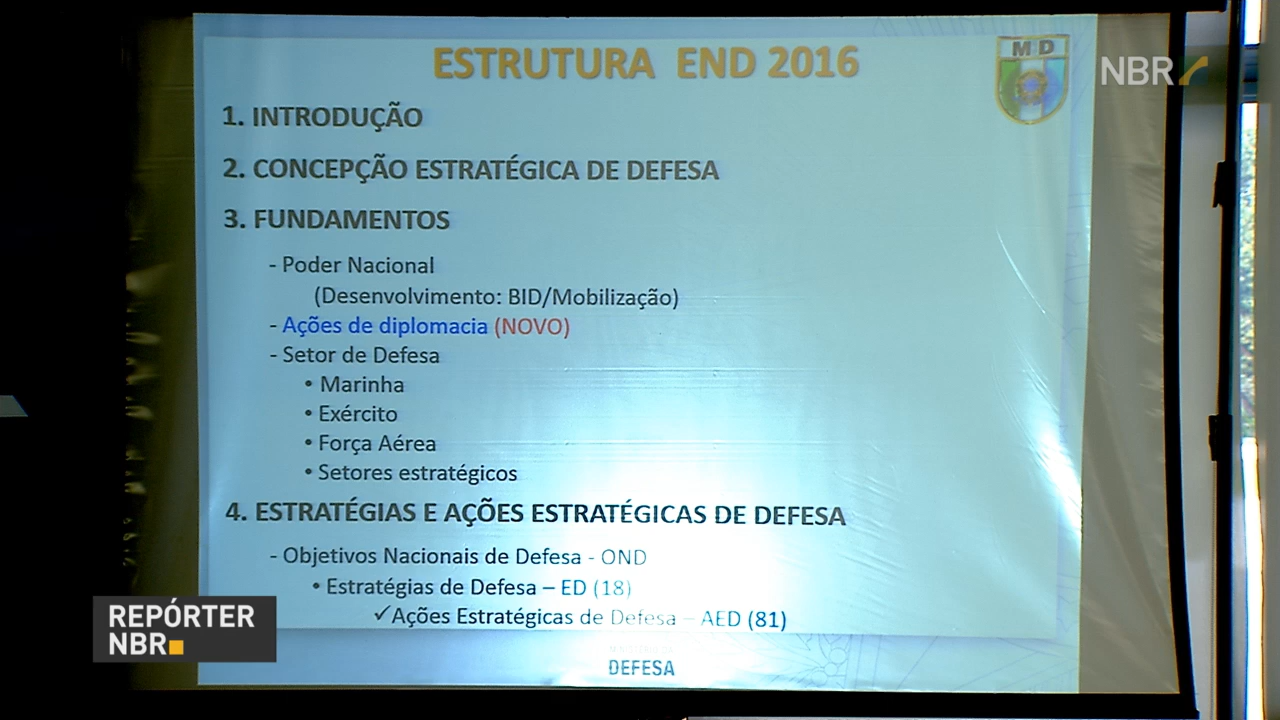 ESTRUTURA END 2016
MD
NBR
1. INTRODUÇÃO
2. CONCEPÇÃO ESTRATÉGICA DE DEFESA
3. FUNDAMENTOS
- Poder Nacional
(Desenvolvimento: BID/Mobilização)
- Ações de diplomacia (NOVO)
- Setor de Defesa
• Marinha
• Exército
• Força Aérea
• Setores estratégicos
4. ESTRATÉGIAS E AÇÕES ESTRATÉGICAS DE DEFESA
- Objetivos Nacionais de Defesa - OND
• Estratégias de Defesa – ED (18)
✓Ações Estratégicas de Defesa – AED (81)
DEFESA
REPÓRTER
NBR